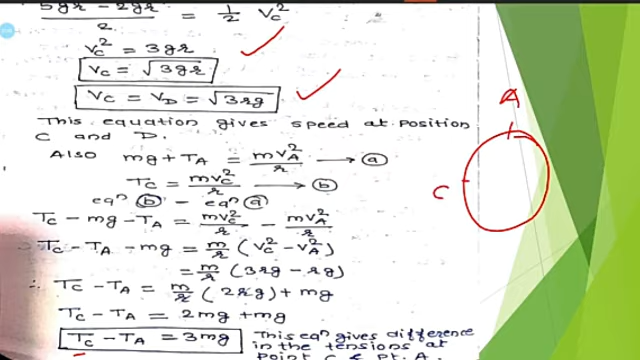 5gr - 2gr / 2 = 1/2 Vc²
Vc² = 3gr
Vc = √3gr
Vc = VD = √3rg
This equation gives speed at position
C and D.
Also mg + TA = mVA²/r → (a)
Tc = mVc²/r → (b)
eqn (b) - eqn (a)
Tc - mg - TA = mVc²/r - mVA²/r
Tc - TA - mg = m/r (Vc² - VA²)
= m/r (3rg - rg)
∴ Tc - TA = m/r (2rg) + mg
Tc - TA = 2mg + mg
Tc - TA = 3mg
This eqn gives difference
in the tensions at
point C & pt. A.
A
C